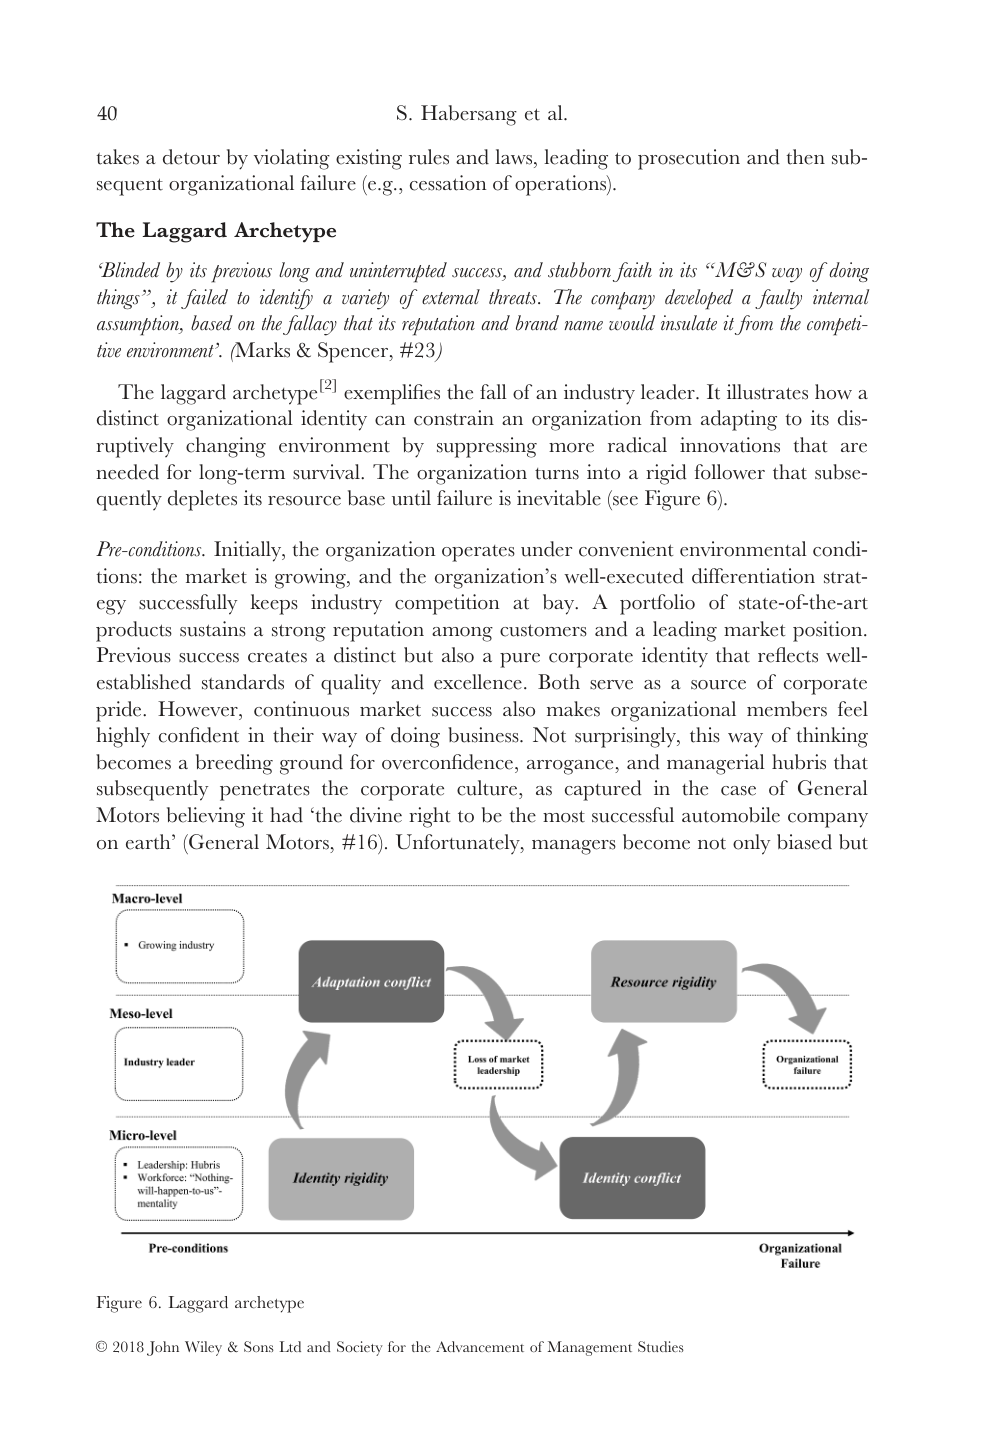 40
S. Habersang et al.
takes a detour by violating existing rules and laws, leading to prosecution and then sub-
sequent organizational failure (e.g., cessation of operations).
The Laggard Archetype
‘Blinded by its previous long and uninterrupted success, and stubborn faith in its “M&S way of doing
things”, it failed to identify a variety of external threats. The company developed a faulty internal
assumption, based on the fallacy that its reputation and brand name would insulate it from the competi-
tive environment’. (Marks & Spencer, #23)
The laggard archetype[2] exemplifies the fall of an industry leader. It illustrates how a
distinct organizational identity can constrain an organization from adapting to its dis-
ruptively changing environment by suppressing more radical innovations that are
needed for long-term survival. The organization turns into a rigid follower that subse-
quently depletes its resource base until failure is inevitable (see Figure 6).
Pre-conditions. Initially, the organization operates under convenient environmental condi-
tions: the market is growing, and the organization’s well-executed differentiation strat-
egy successfully keeps industry competition at bay. A portfolio of state-of-the-art
products sustains a strong reputation among customers and a leading market position.
Previous success creates a distinct but also a pure corporate identity that reflects well-
established standards of quality and excellence. Both serve as a source of corporate
pride. However, continuous market success also makes organizational members feel
highly confident in their way of doing business. Not surprisingly, this way of thinking
becomes a breeding ground for overconfidence, arrogance, and managerial hubris that
subsequently penetrates the corporate culture, as captured in the case of General
Motors believing it had ‘the divine right to be the most successful automobile company
on earth’ (General Motors, #16). Unfortunately, managers become not only biased but
Macro-level
▪ Growing industry
Adaptation conflict
Resource rigidity
Meso-level
Industry leader
Loss of market
leadership
Organizational
failure
Micro-level
▪ Leadership: Hubris
▪ Workforce: “Nothing-
will-happen-to-us”-
mentality
Identity rigidity
Identity conflict
Pre-conditions
Organizational
Failure
Figure 6. Laggard archetype
© 2018 John Wiley & Sons Ltd and Society for the Advancement of Management Studies